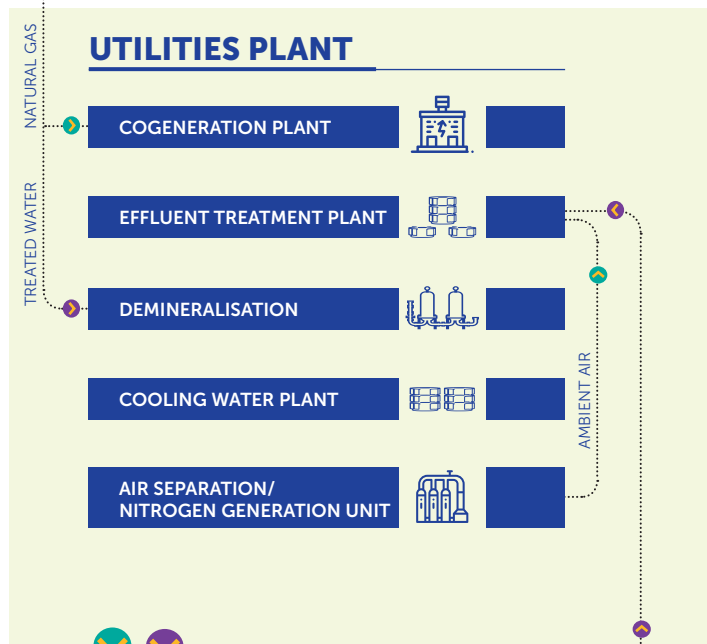 UTILITIES PLANT
NATURAL GAS
COGENERATION PLANT
EFFLUENT TREATMENT PLANT
TREATED WATER
DEMINERALISATION
COOLING WATER PLANT
AMBIENT AIR
AIR SEPARATION/
NITROGEN GENERATION UNIT